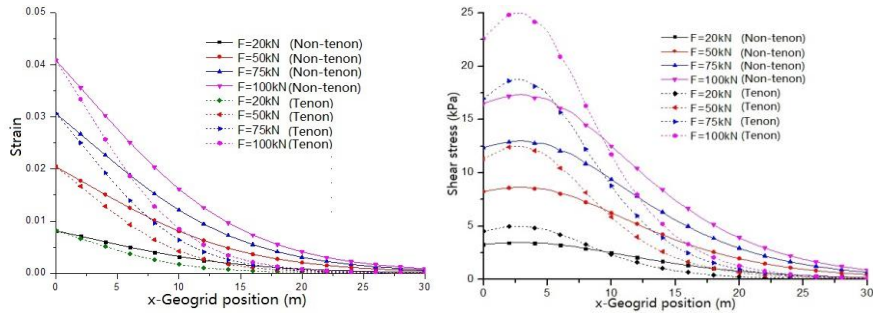 F=20kN (Non-tenon)
F=50kN (Non-tenon)
F=75kN (Non-tenon)
F=100kN (Non-tenon)
F=20kN (Tenon)
F=50kN (Tenon)
F=75kN (Tenon)
F=100kN (Tenon)
Strain
0.04
0.03
0.02
0.01
0.00
0 5 10 15 20 25 30
x-Geogrid position (m)
F=20kN (Non-tenon)
F=50kN (Non-tenon)
F=75kN (Non-tenon)
F=100kN (Non-tenon)
F=20kN (Tenon)
F=50kN (Tenon)
F=75kN (Tenon)
F=100kN (Tenon)
Shear stress (kPa)
25
20
15
10
5
0
0 5 10 15 20 25 30
x-Geogrid position (m)